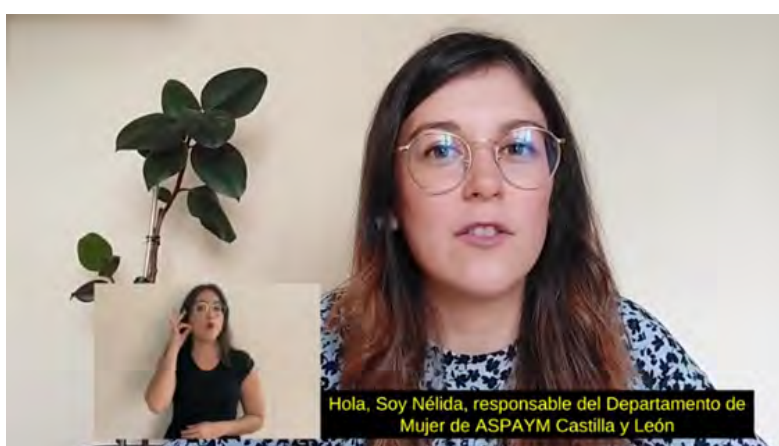 Hola, Soy Nélida, responsable del Departamento de
Mujer de ASPAYM Castilla y León